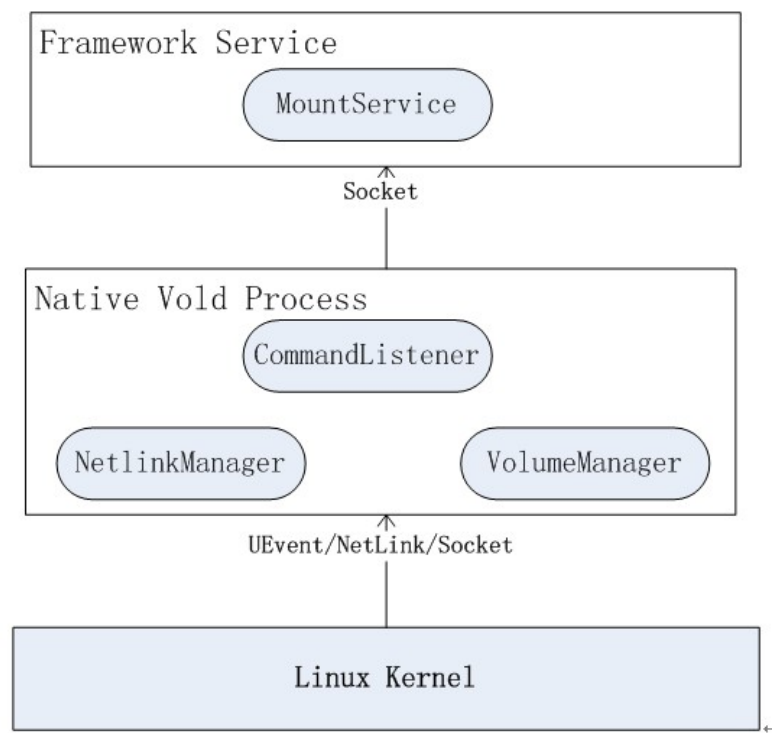 Framework Service
MountService
Socket
Native Vold Process
CommandListener
NetlinkManager
VolumeManager
UEvent/NetLink/Socket
Linux Kernel